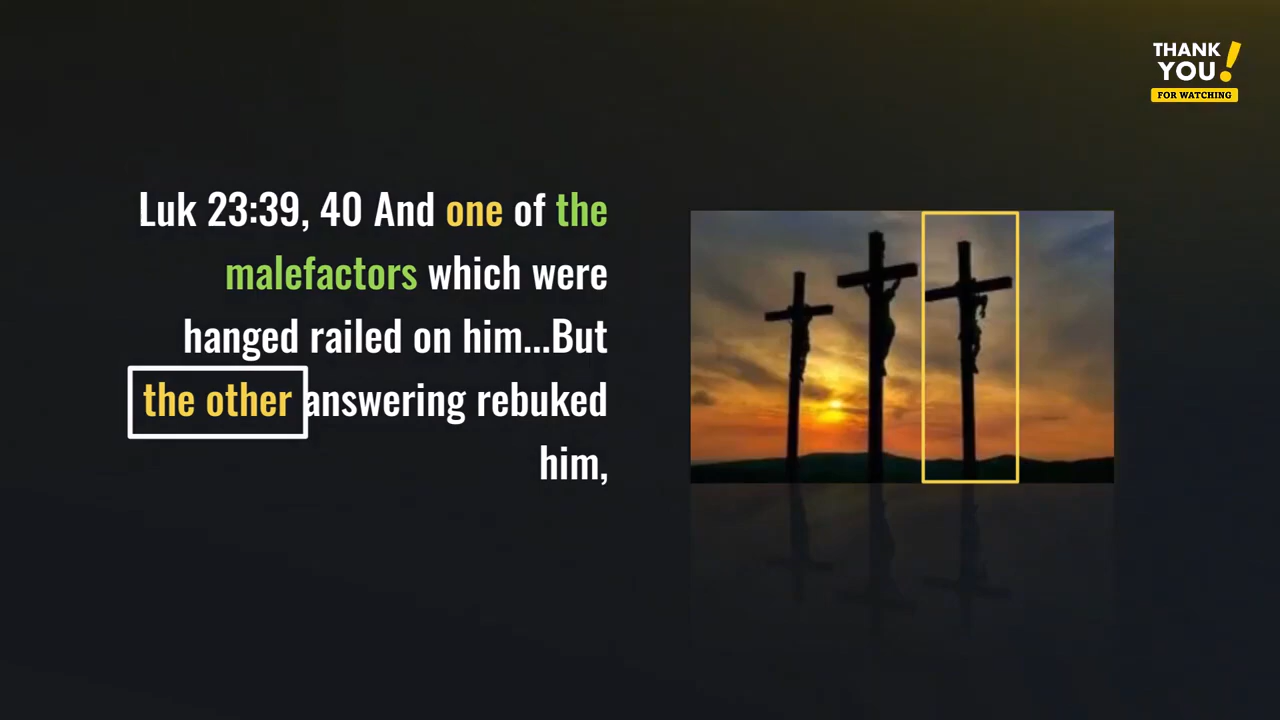 THANK
YOU!
FOR WATCHING
Luk 23:39, 40 And one of the
malefactors which were
hanged railed on him...But
the other answering rebuked
him,